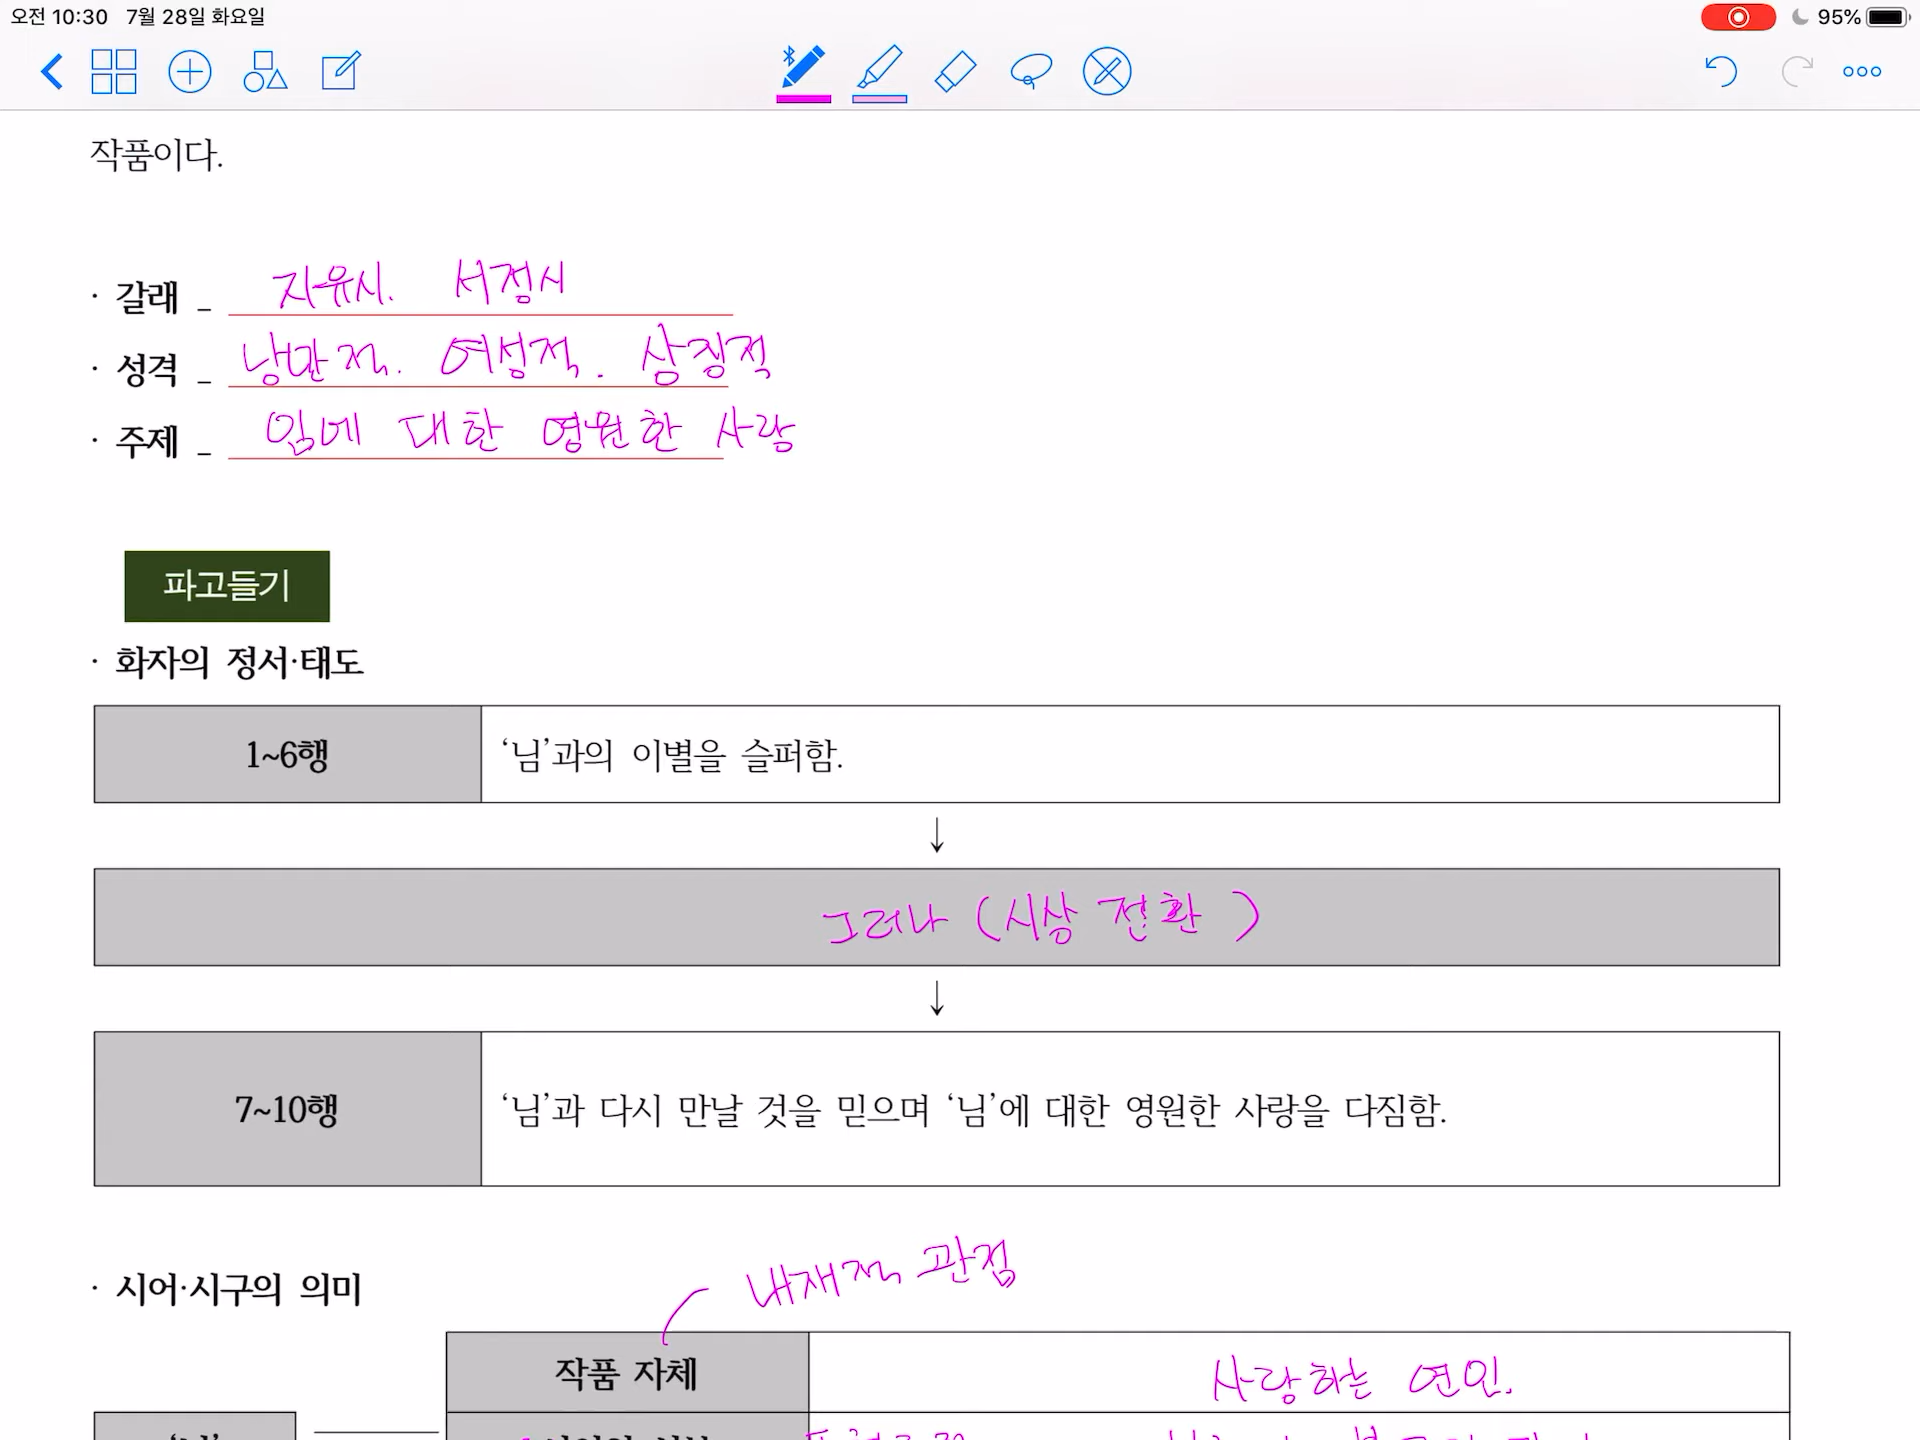 오전 10:30 7월 28일 화요일
95%
작품이다.
· 갈래 _ 자유시. 서정시
· 성격 _ 낭만적. 여성적. 상징적
· 주제 _ 임에 대한 영원한 사랑
파고들기
· 화자의 정서·태도
1~6행 ‘님’과의 이별을 슬퍼함.
↓
그러나 (시상 전환)
↓
7~10행 ‘님’과 다시 만날 것을 믿으며 ‘님’에 대한 영원한 사랑을 다짐함.
내재적 관점
· 시어·시구의 의미
작품 자체 사랑하는 연인.